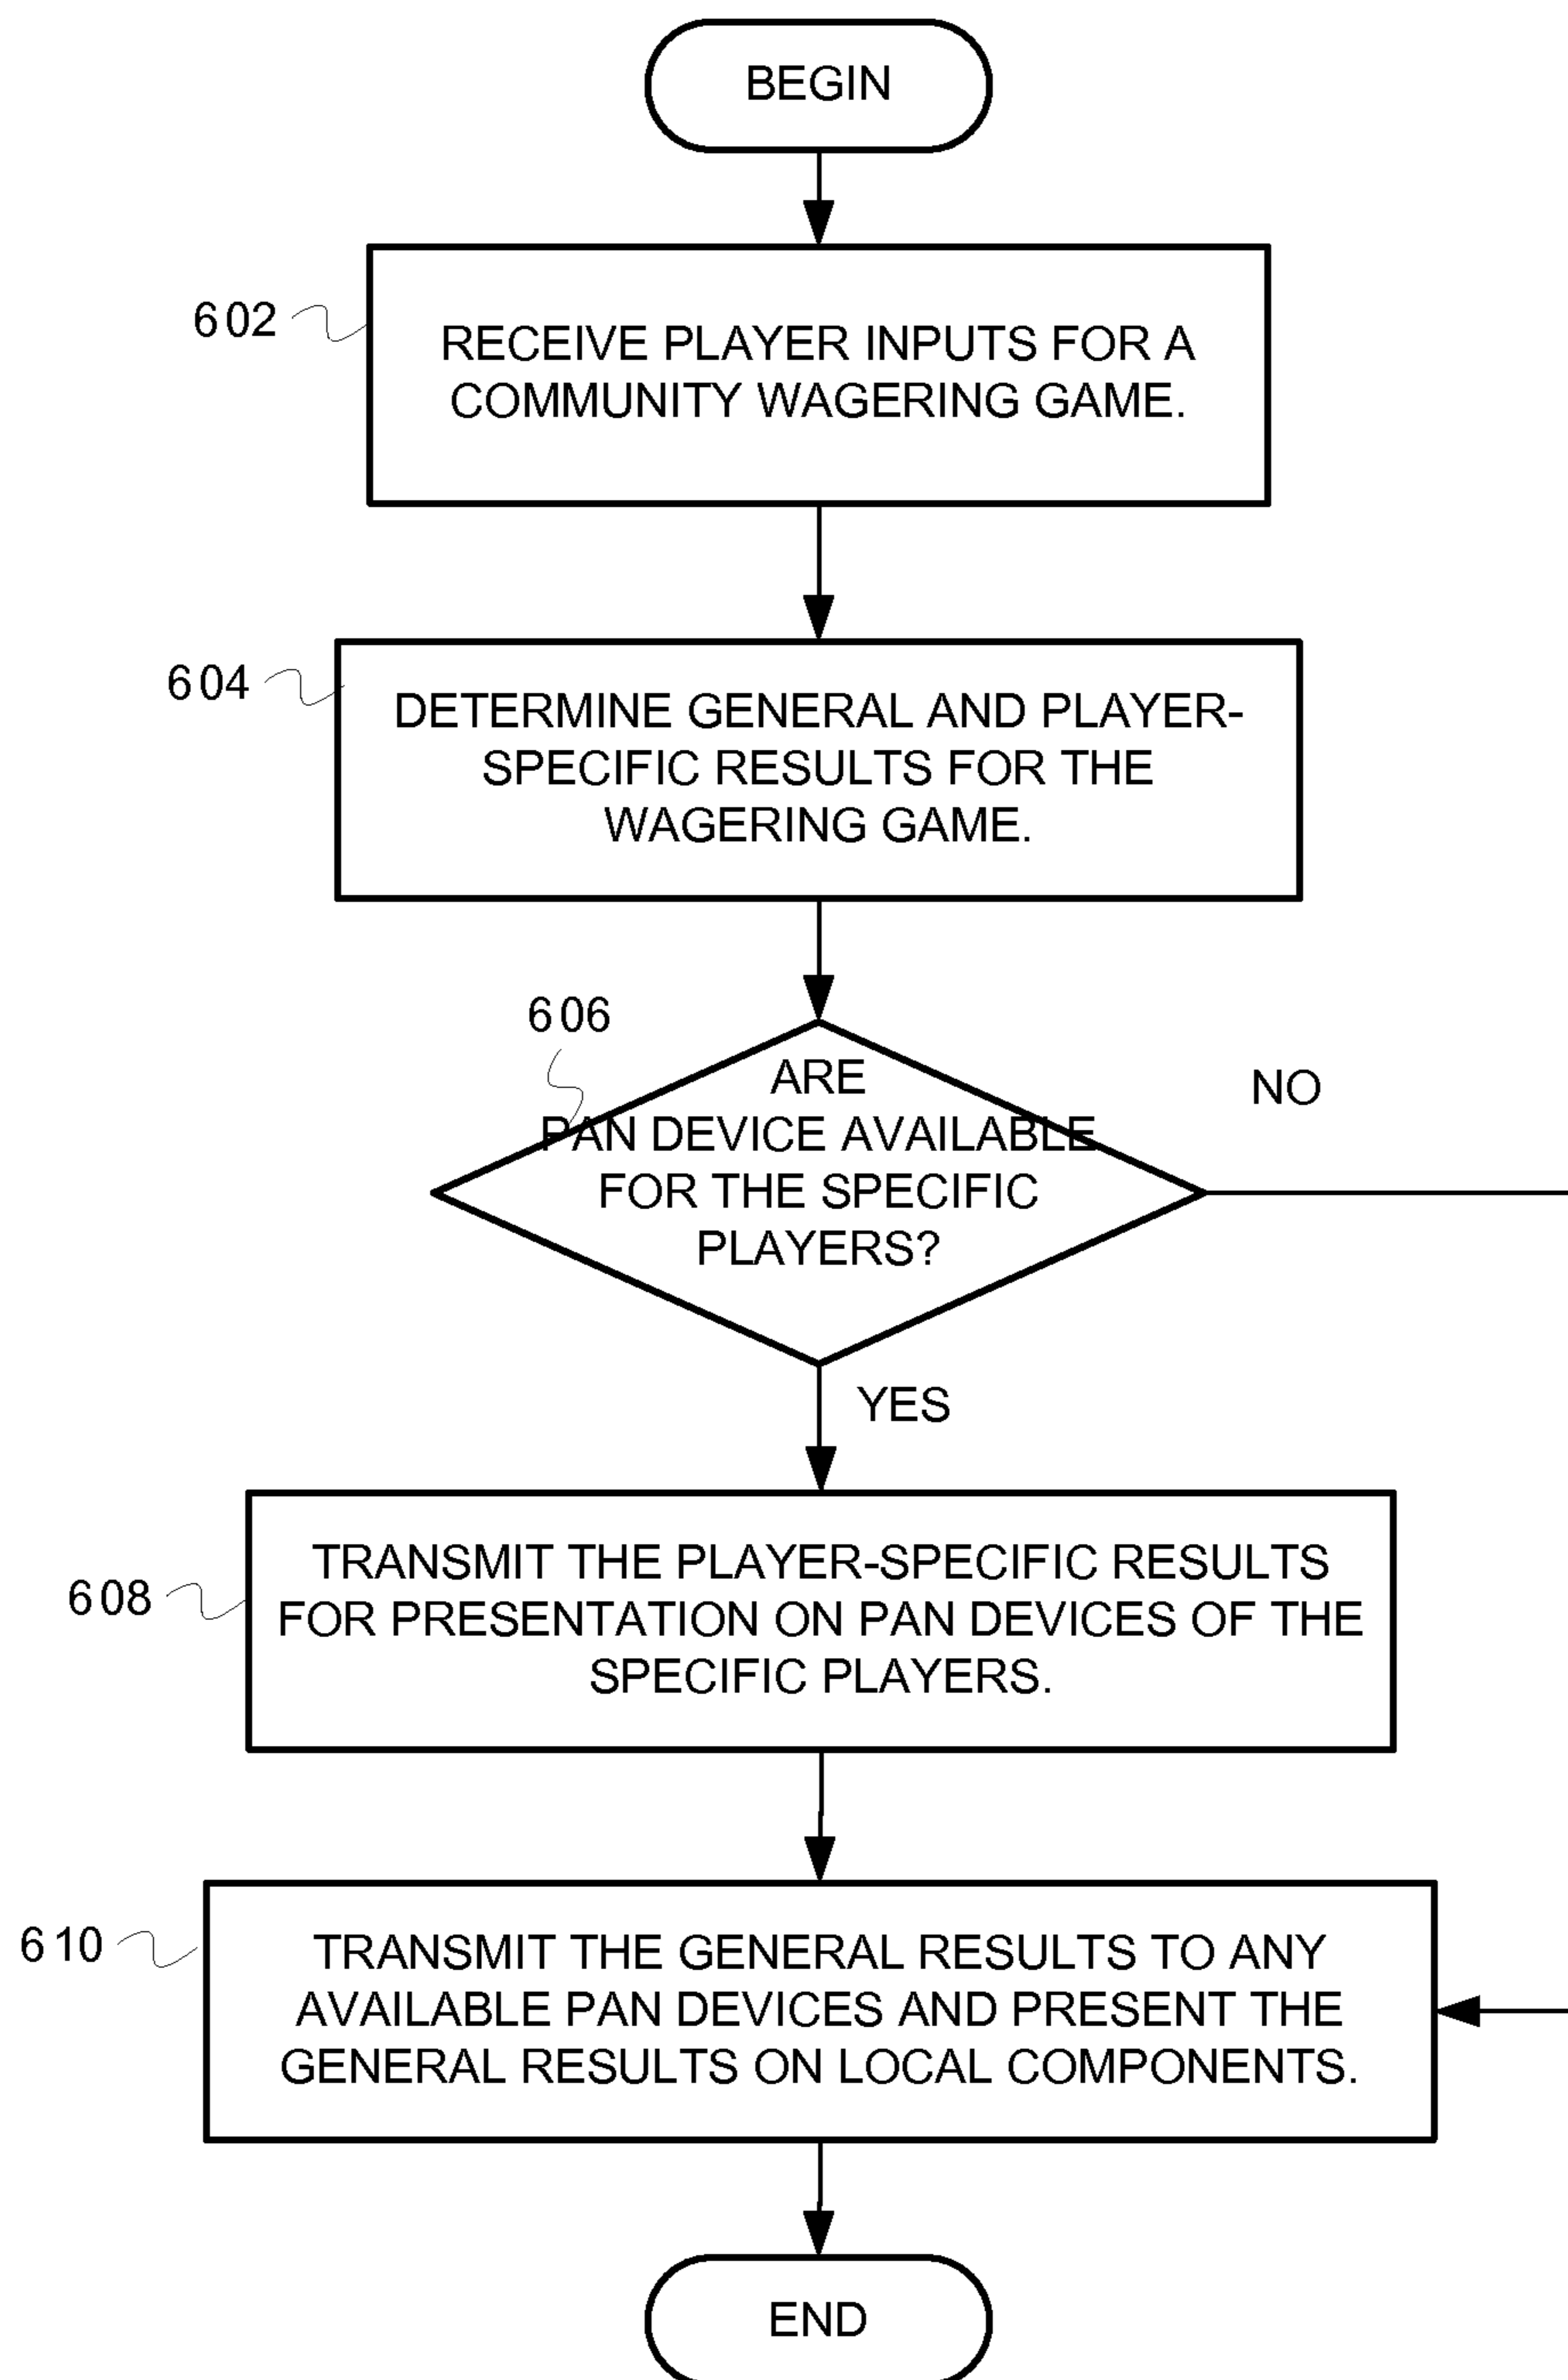 BEGIN
602
RECEIVE PLAYER INPUTS FOR A
COMMUNITY WAGERING GAME.
604
DETERMINE GENERAL AND PLAYER-
SPECIFIC RESULTS FOR THE
WAGERING GAME.
606
ARE
PAN DEVICE AVAILABLE
FOR THE SPECIFIC
PLAYERS?
NO
YES
608
TRANSMIT THE PLAYER-SPECIFIC RESULTS
FOR PRESENTATION ON PAN DEVICES OF THE
SPECIFIC PLAYERS.
610
TRANSMIT THE GENERAL RESULTS TO ANY
AVAILABLE PAN DEVICES AND PRESENT THE
GENERAL RESULTS ON LOCAL COMPONENTS.
END